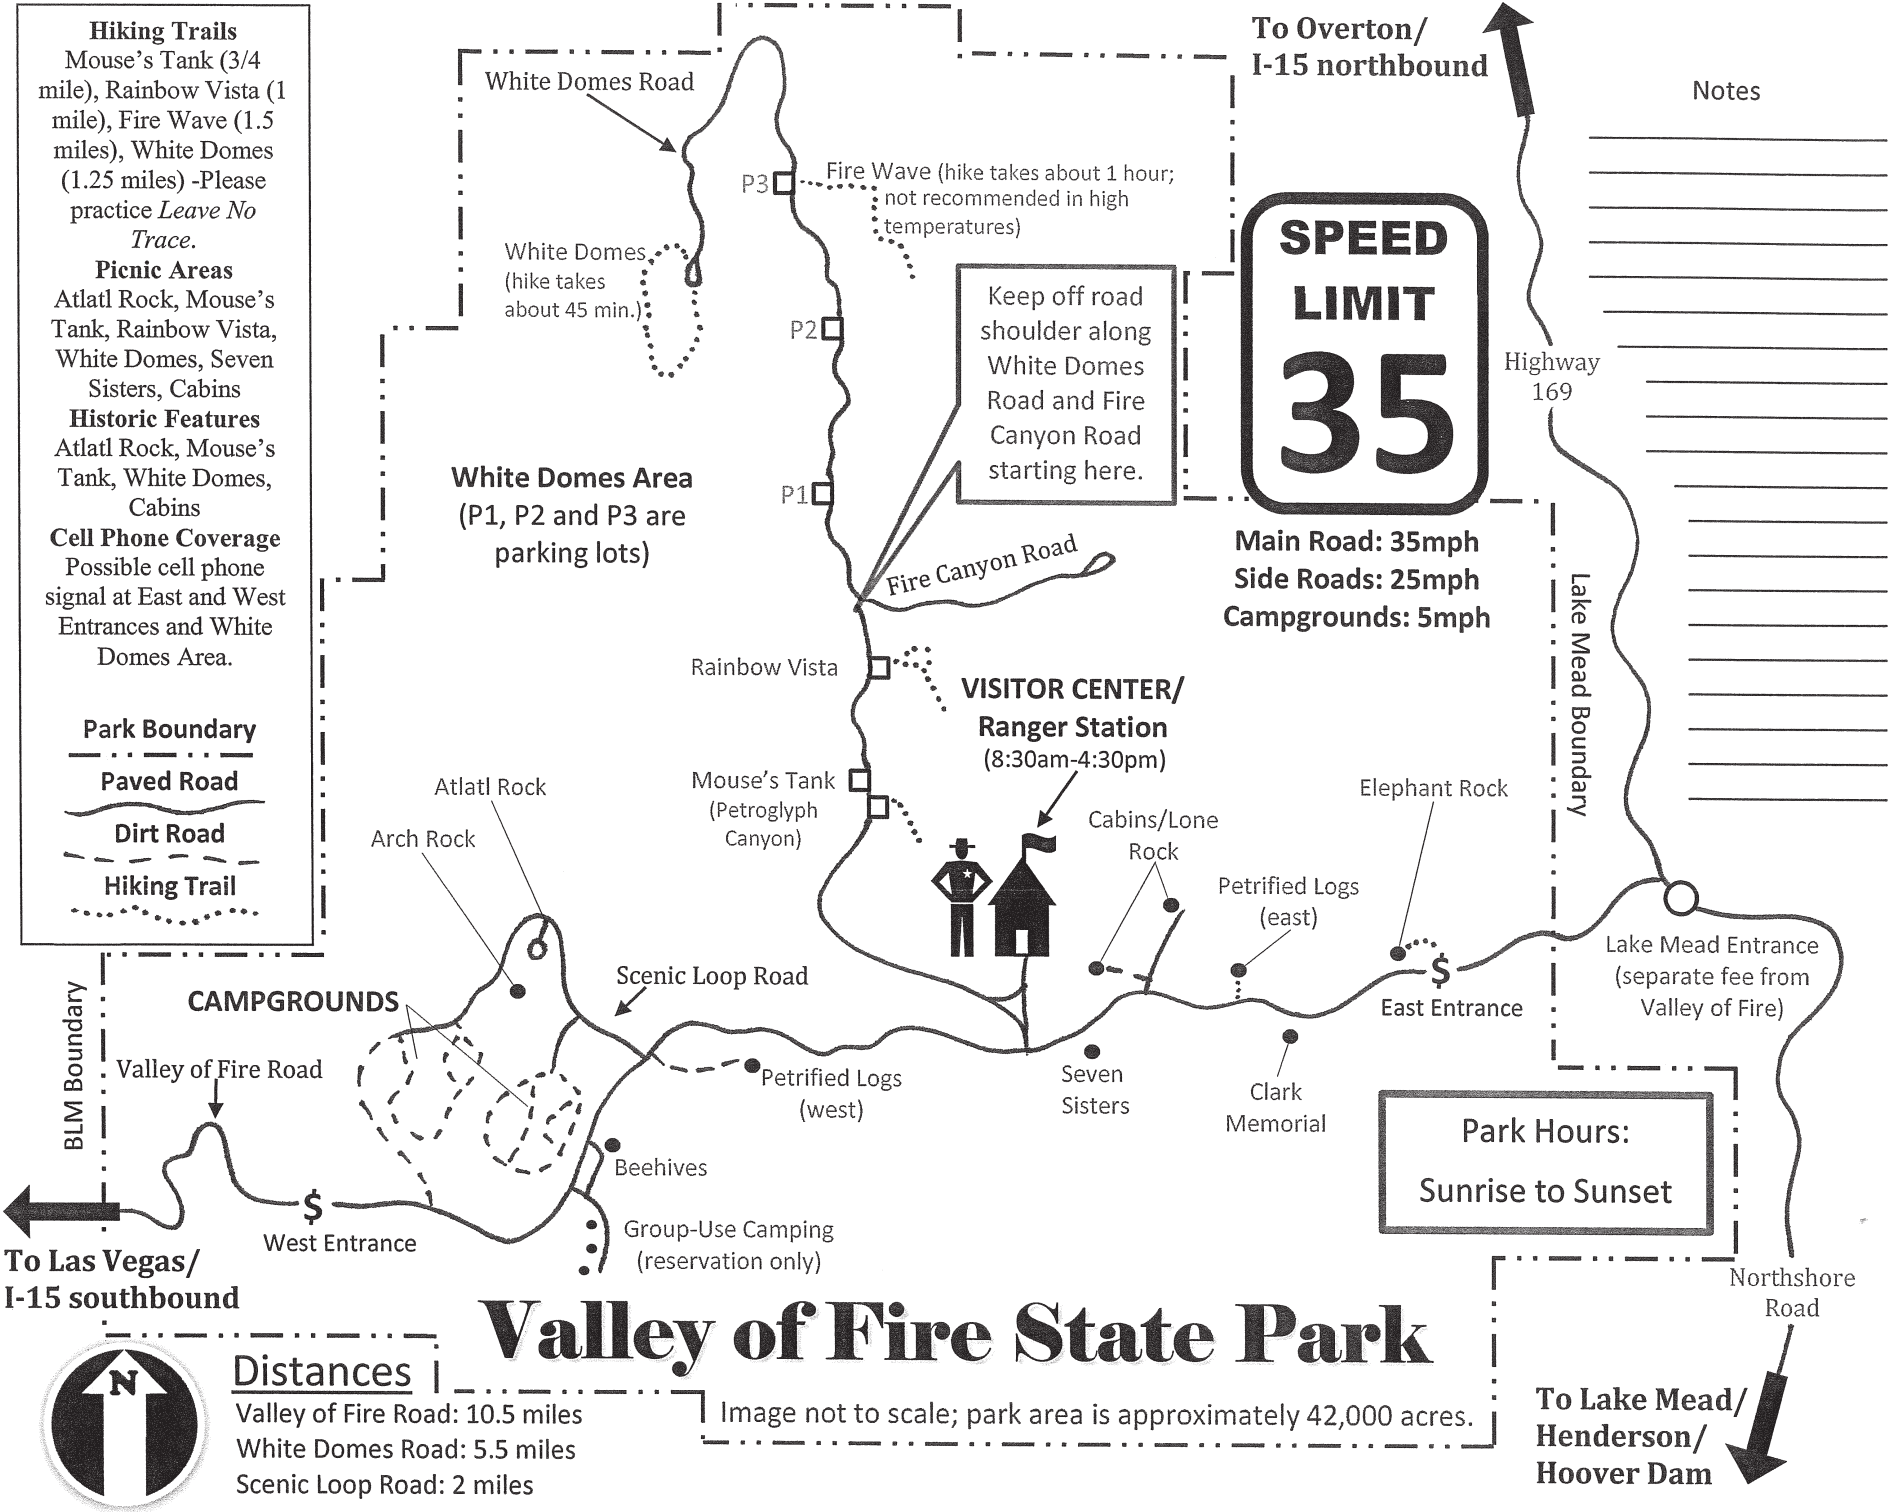 Hiking Trails
Mouse's Tank (3/4
mile), Rainbow Vista (1
mile), Fire Wave (1.5
miles), White Domes
(1.25 miles) -Please
practice Leave No
Trace.
Picnic Areas
Atlatl Rock, Mouse's
Tank, Rainbow Vista,
White Domes, Seven
Sisters, Cabins
Historic Features
Atlatl Rock, Mouse's
Tank, White Domes,
Cabins
Cell Phone Coverage
Possible cell phone
signal at East and West
Entrances and White
Domes Area.
Park Boundary
Paved Road
Dirt Road
Hiking Trail
White Domes Road
P3
Fire Wave (hike takes about 1 hour;
not recommended in high
temperatures)
White Domes
(hike takes
about 45 min.)
P2
Keep off road
shoulder along
White Domes
Road and Fire
Canyon Road
starting here.
White Domes Area
(P1, P2 and P3 are
parking lots)
P1
Fire Canyon Road
Rainbow Vista
VISITOR CENTER/
Ranger Station
(8:30am-4:30pm)
Mouse's Tank
(Petroglyph
Canyon)
To Overton/
I-15 northbound
SPEED
LIMIT
35
Main Road: 35mph
Side Roads: 25mph
Campgrounds: 5mph
Highway
169
Notes
Lake Mead Boundary
Atlatl Rock
Arch Rock
Cabins/Lone
Rock
Petrified Logs
(east)
Elephant Rock
$
East Entrance
Lake Mead Entrance
(separate fee from
Valley of Fire)
Scenic Loop Road
CAMPGROUNDS
BLM Boundary
Valley of Fire Road
Petrified Logs
(west)
Seven
Sisters
Clark
Memorial
Beehives
Group-Use Camping
(reservation only)
$
West Entrance
To Las Vegas/
I-15 southbound
Park Hours:
Sunrise to Sunset
Northshore
Road
To Lake Mead/
Henderson/
Hoover Dam
Valley of Fire State Park
Image not to scale; park area is approximately 42,000 acres.
N
Distances
Valley of Fire Road: 10.5 miles
White Domes Road: 5.5 miles
Scenic Loop Road: 2 miles